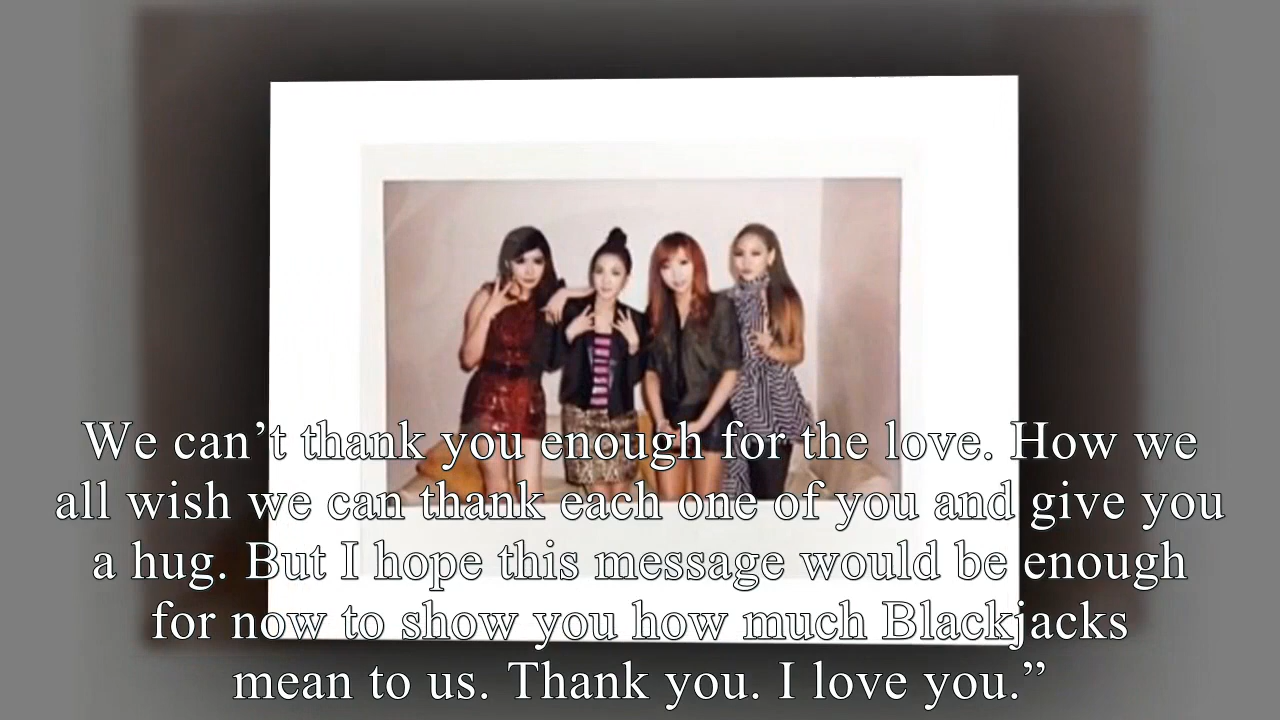 We can’t thank you enough for the love. How we
all wish we can thank each one of you and give you
a hug. But I hope this message would be enough
for now to show you how much Blackjacks
mean to us. Thank you. I love you.”